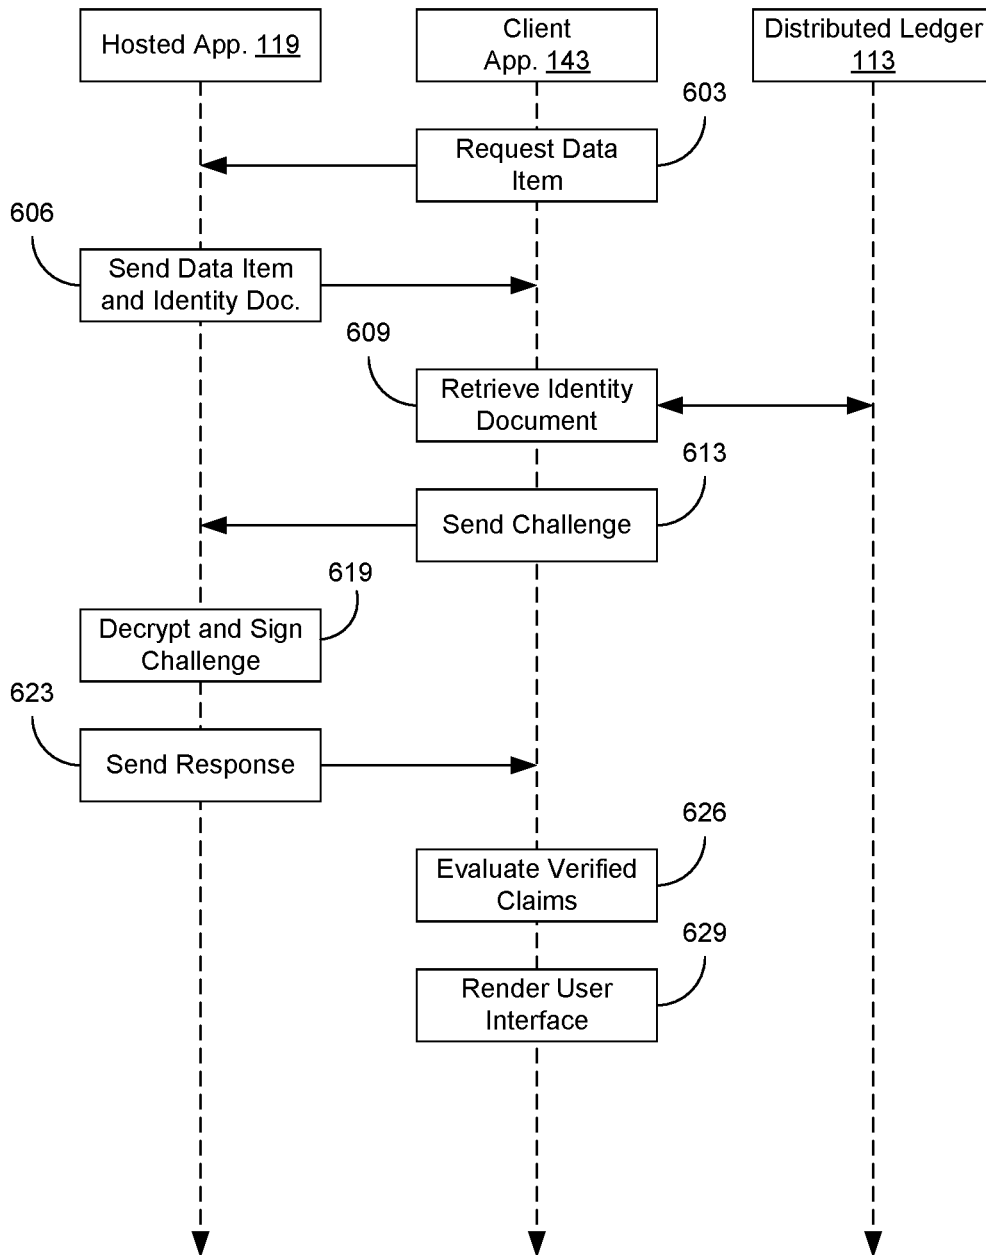 Hosted App. 119
Client
App. 143
Distributed Ledger
113
603
Request Data
Item
606
Send Data Item
and Identity Doc.
609
Retrieve Identity
Document
613
Send Challenge
619
Decrypt and Sign
Challenge
623
Send Response
626
Evaluate Verified
Claims
629
Render User
Interface